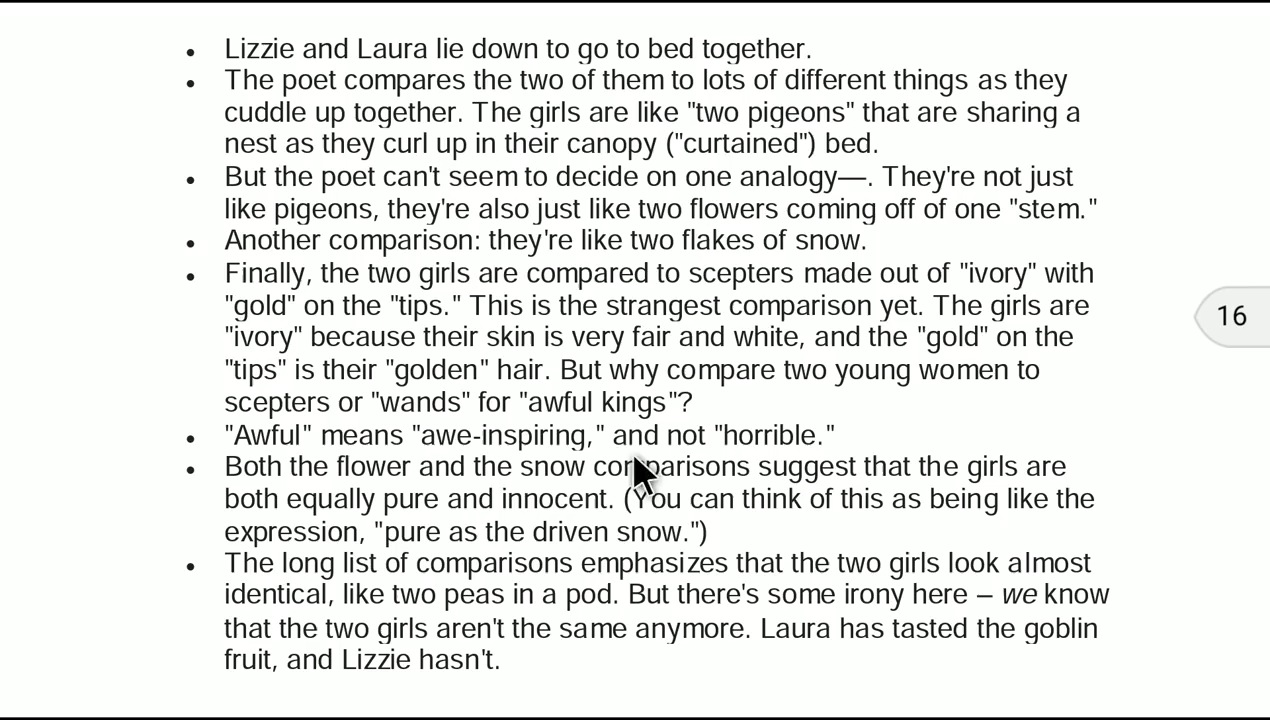 • Lizzie and Laura lie down to go to bed together.
• The poet compares the two of them to lots of different things as they
cuddle up together. The girls are like "two pigeons" that are sharing a
nest as they curl up in their canopy ("curtained") bed.
• But the poet can't seem to decide on one analogy—. They're not just
like pigeons, they're also just like two flowers coming off of one "stem."
• Another comparison: they're like two flakes of snow.
• Finally, the two girls are compared to scepters made out of "ivory" with
"gold" on the "tips." This is the strangest comparison yet. The girls are
"ivory" because their skin is very fair and white, and the "gold" on the
"tips" is their "golden" hair. But why compare two young women to
scepters or "wands" for "awful kings"?
• "Awful" means "awe-inspiring," and not "horrible."
• Both the flower and the snow comparisons suggest that the girls are
both equally pure and innocent. (You can think of this as being like the
expression, "pure as the driven snow.")
• The long list of comparisons emphasizes that the two girls look almost
identical, like two peas in a pod. But there's some irony here – we know
that the two girls aren't the same anymore. Laura has tasted the goblin
fruit, and Lizzie hasn't.
16